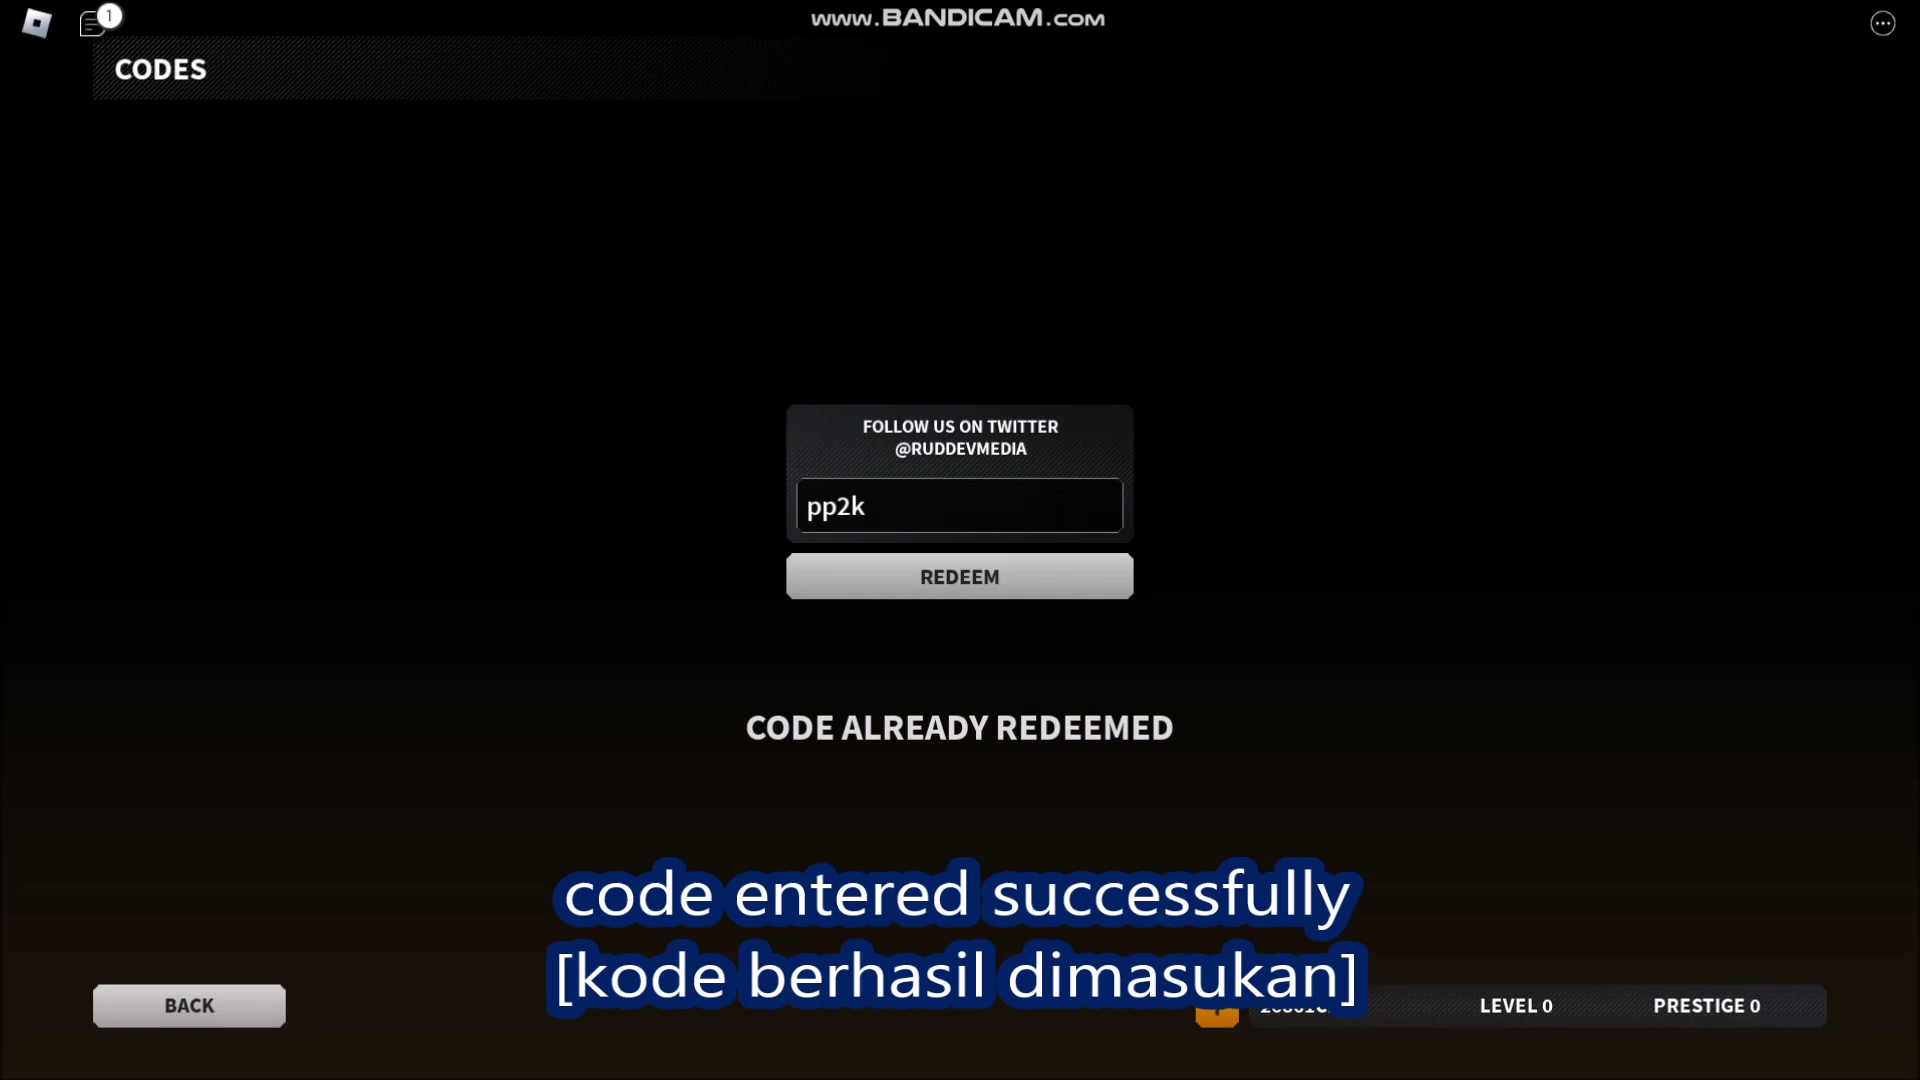 1
www.BANDICAM.com
CODES
FOLLOW US ON TWITTER
@RUDDEVMEDIA
pp2k
REDEEM
CODE ALREADY REDEEMED
code entered successfully
[kode berhasil dimasukan]
BACK
LEVEL 0
PRESTIGE 0